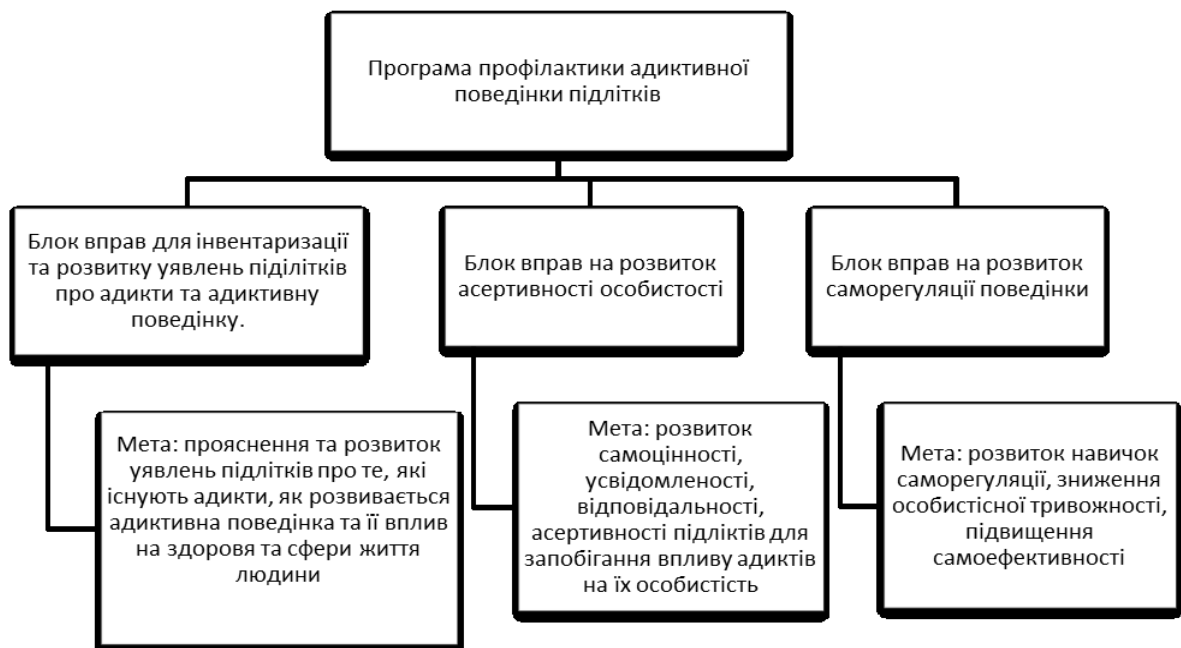 Програма профілактики адиктивної
поведінки підлітків
Блок вправ для інвентаризації
та розвитку уявлень піділітків
про адикти та адиктивну
поведінку.
Блок вправ на розвиток
асертивності особистості
Блок вправ на розвиток
саморегуляції поведінки
Мета: прояснення та розвиток
уявлень підлітків про те, які
існують адикти, як розвивається
адиктивна поведінка та її вплив
на здоровя та сфери життя
людини
Мета: розвиток
самоцінності,
усвідомленості,
відповідальності,
асертивності підліктів для
запобігання впливу адиктів
на їх особистість
Мета: розвиток навичок
саморегуляції, зниження
особистісної тривожності,
підвищення
самоефективності